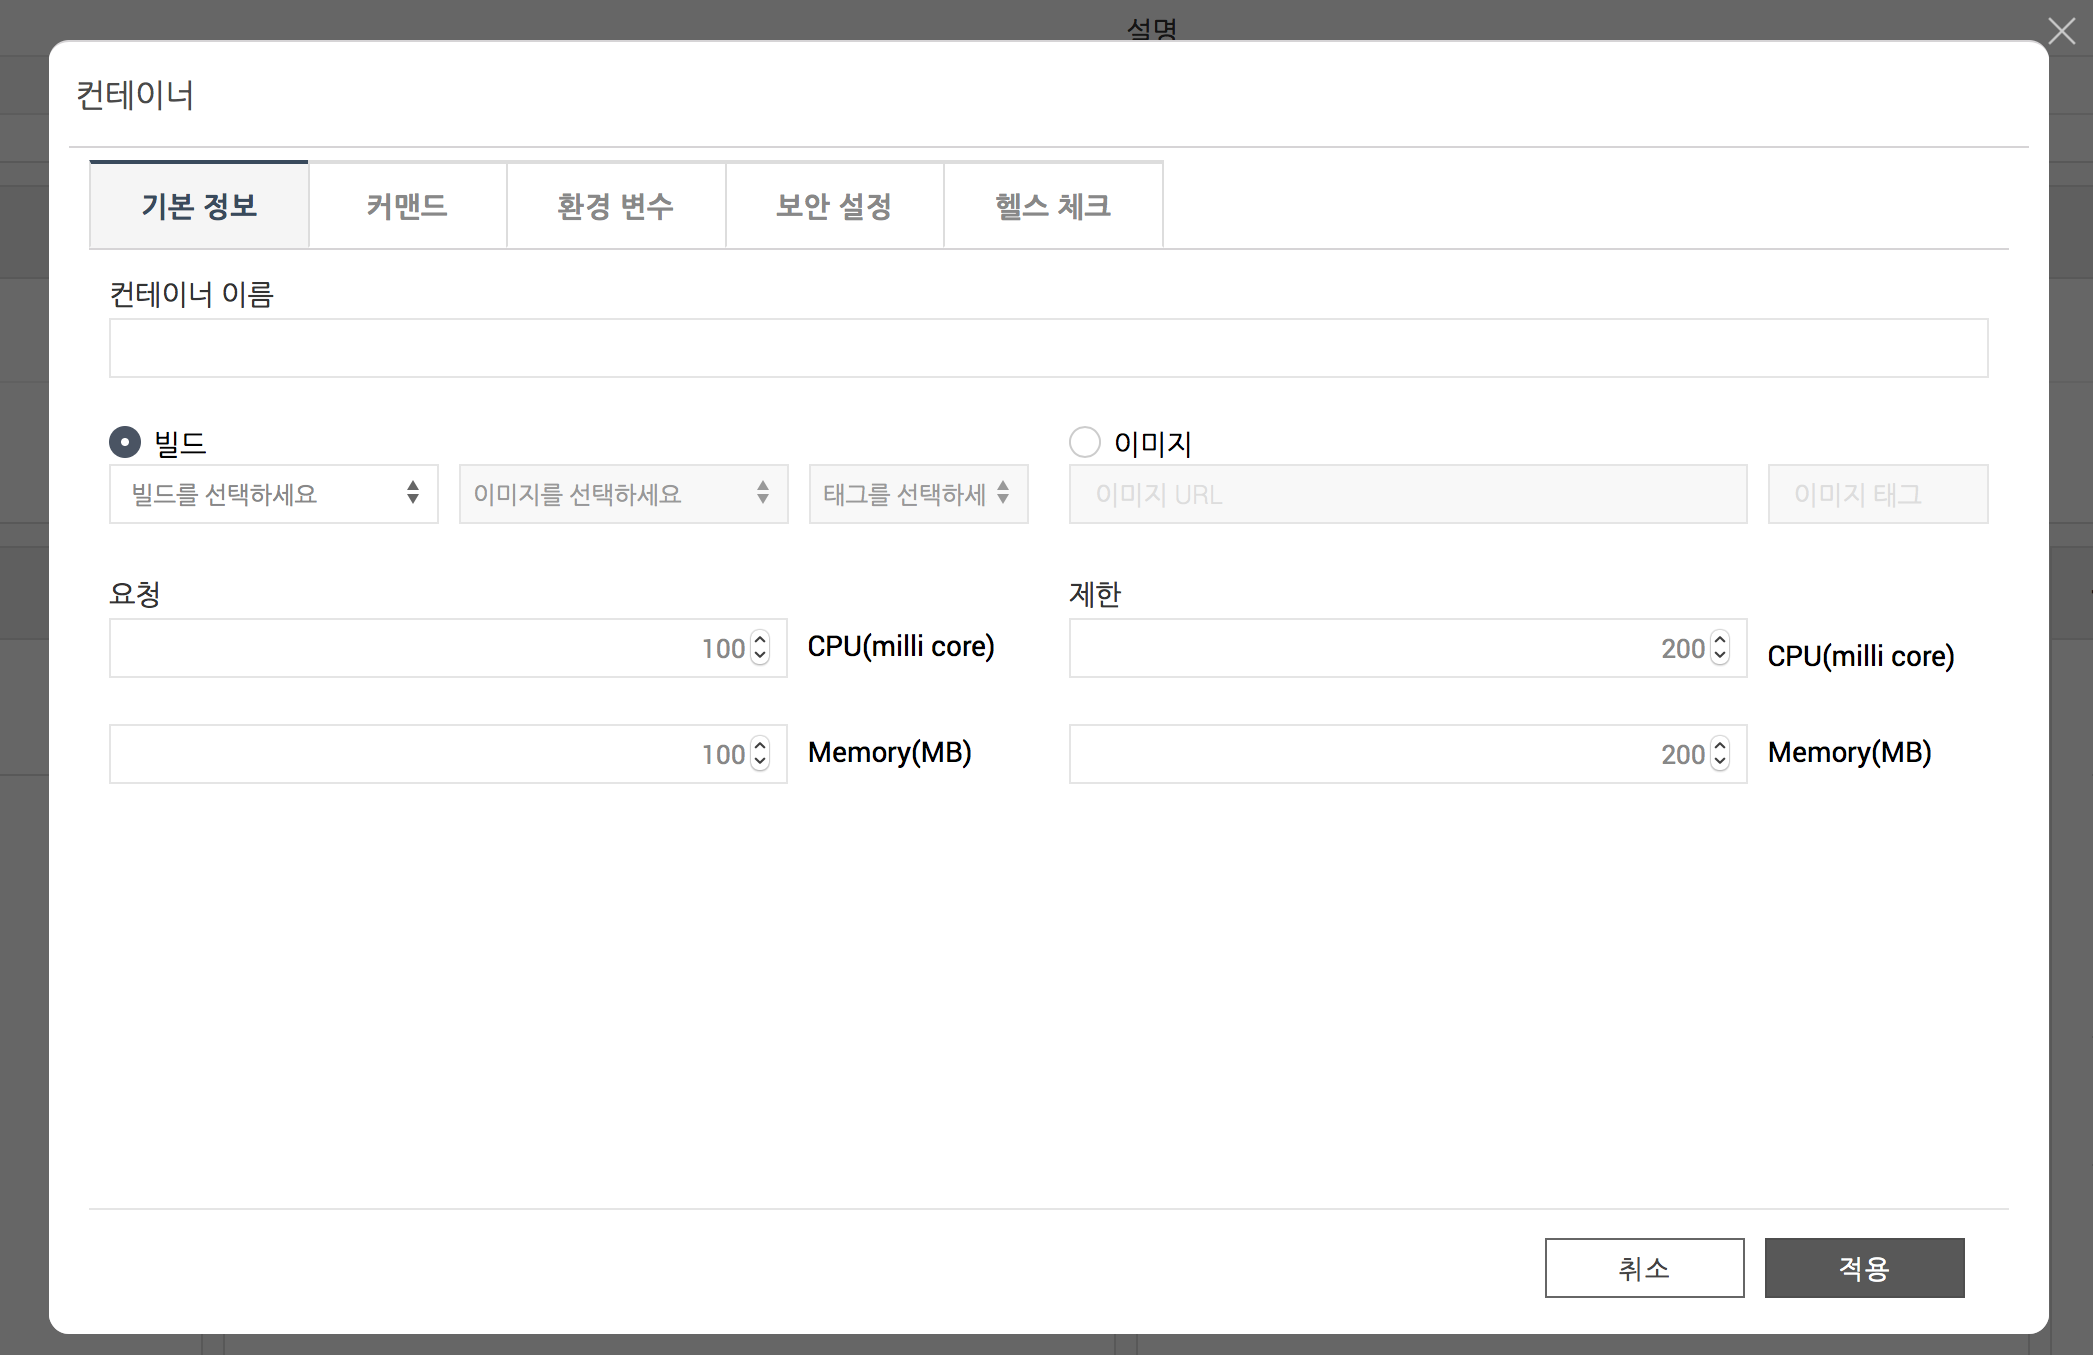 설명
컨테이너
기본 정보 커맨드 환경 변수 보안 설정 헬스 체크
컨테이너 이름
빌드 이미지
빌드를 선택하세요 이미지를 선택하세요 태그를 선택하세 이미지 URL 이미지 태그
요청 제한
100 CPU(milli core) 200 CPU(milli core)
100 Memory(MB) 200 Memory(MB)
취소 적용